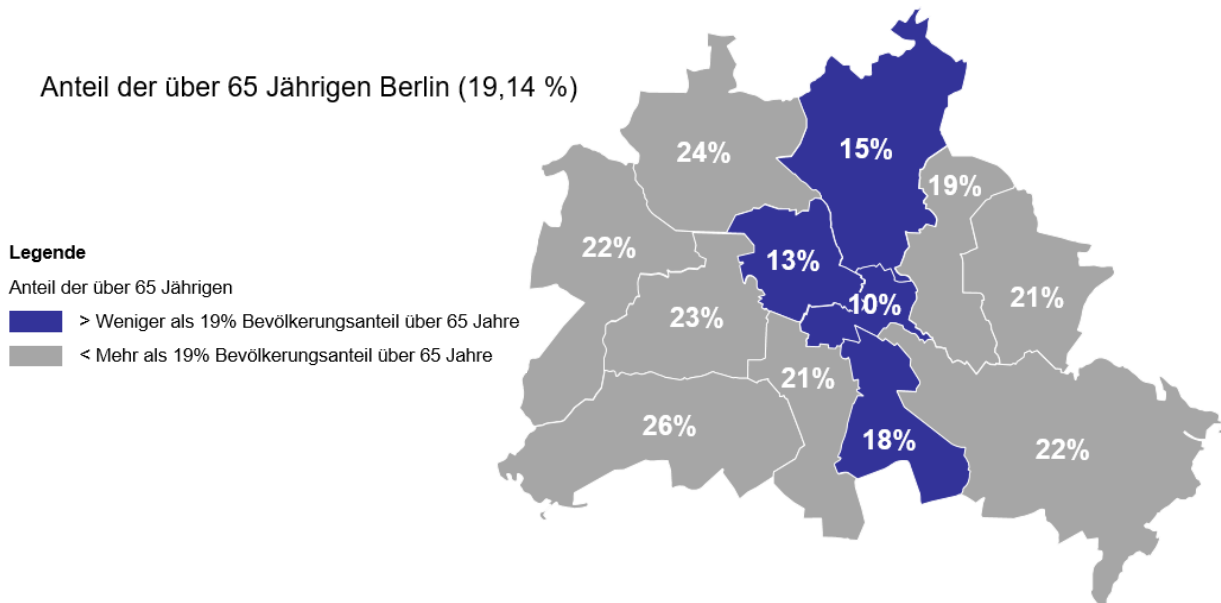 Anteil der über 65 Jährigen Berlin (19,14 %)
24%
15%
19%
22%
13%
10%
21%
23%
21%
26%
18%
22%
Legende
Anteil der über 65 Jährigen
> Weniger als 19% Bevölkerungsanteil über 65 Jahre
< Mehr als 19% Bevölkerungsanteil über 65 Jahre